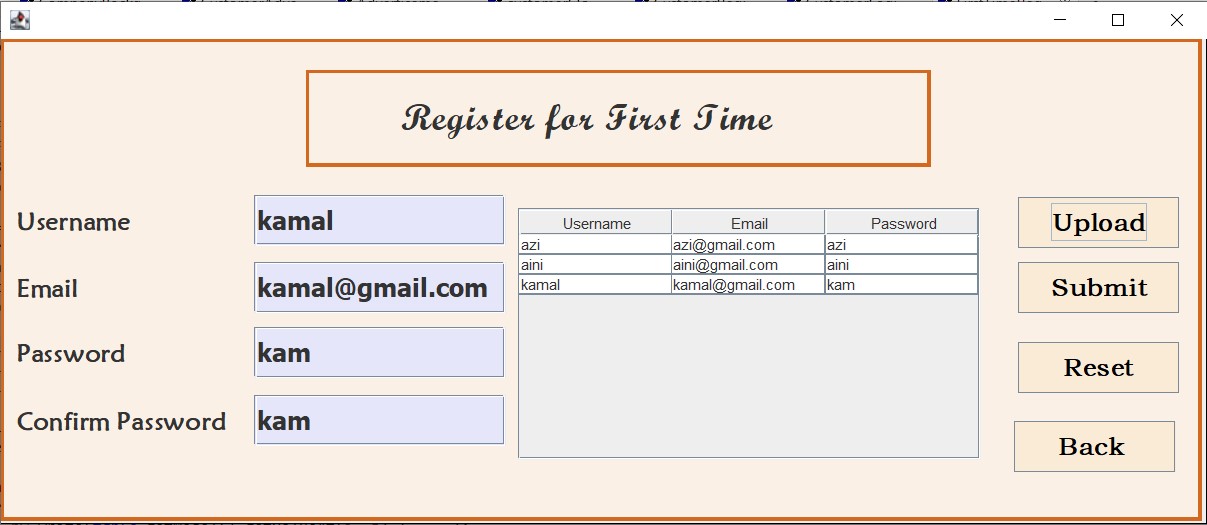 Register for First Time
Username kamal
Email kamal@gmail.com
Password kam
Confirm Password kam
Username Email Password
azi azi@gmail.com azi
aini aini@gmail.com aini
kamal kamal@gmail.com kam
Upload
Submit
Reset
Back